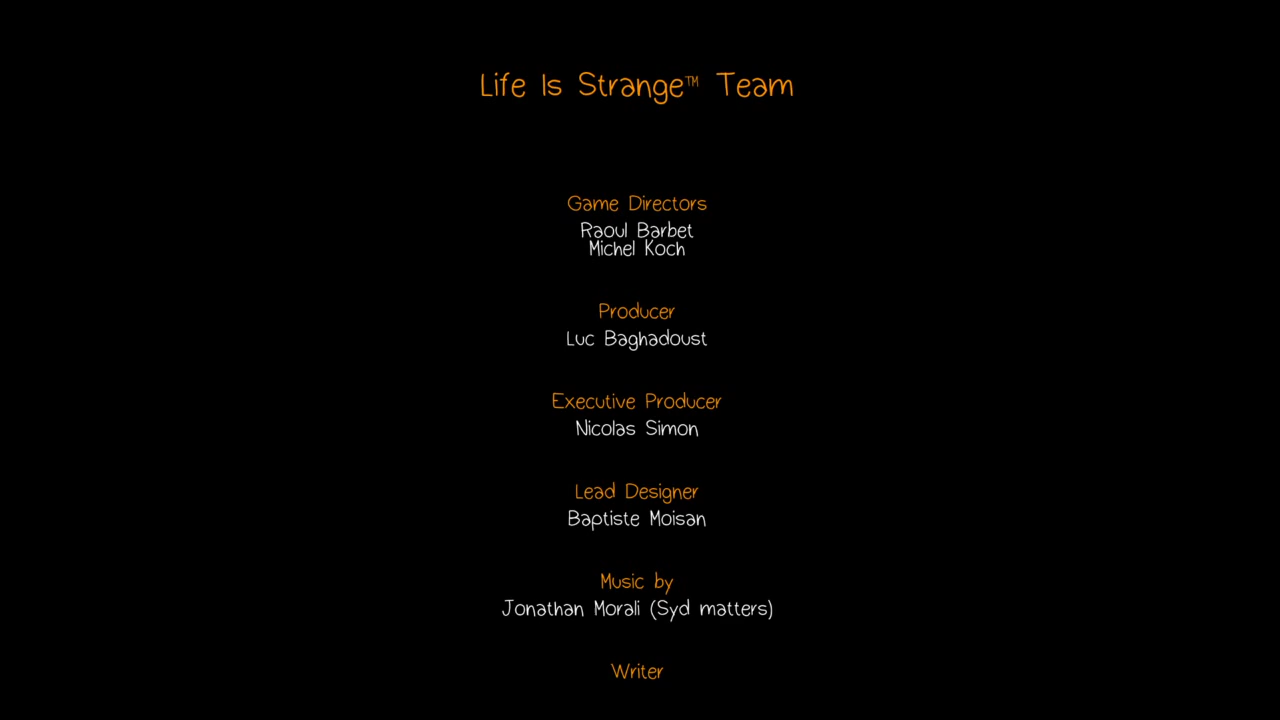 Life Is Strange™ Team
Game Directors
Raoul Barbet
Michel Koch
Producer
Luc Baghadoust
Executive Producer
Nicolas Simon
Lead Designer
Baptiste Moisan
Music by
Jonathan Morali (Syd matters)
Writer